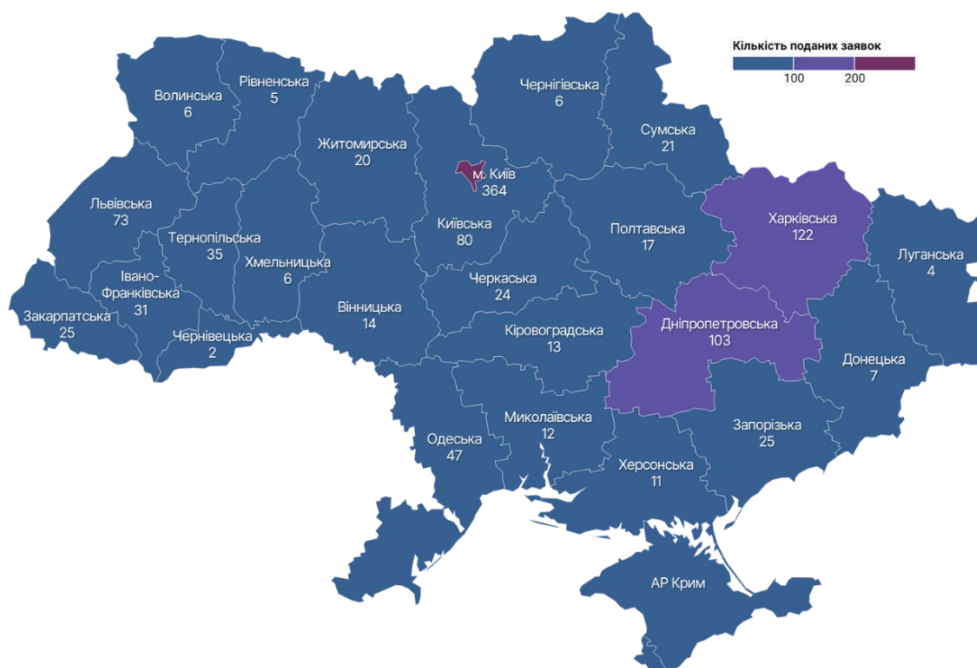 Кількість поданих заявок
100 200
Волинська
6
Рівненська
5
Житомирська
20
Чернігівська
6
Сумська
21
м. Київ
364
Київська
80
Львівська
73
Тернопільська
35
Хмельницька
6
Івано-
Франківська
31
Закарпатська
25
Чернівецька
2
Вінницька
14
Черкаська
24
Полтавська
17
Харківська
122
Луганська
4
Кіровоградська
13
Дніпропетровська
103
Донецька
7
Одеська
47
Миколаївська
12
Херсонська
11
Запорізька
25
АР Крим